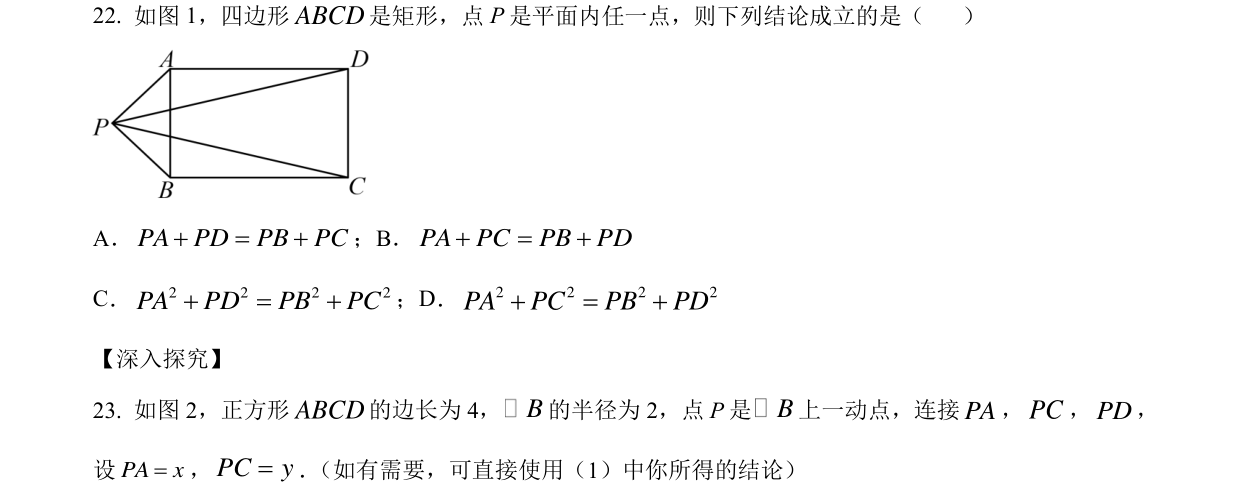 22. 如图 1，四边形 ABCD 是矩形，点 P 是平面内任一点，则下列结论成立的是（　　）
A
D
P
B
C
A． PA + PD = PB + PC ；B． PA + PC = PB + PD
C． PA² + PD² = PB² + PC² ；D． PA² + PC² = PB² + PD²
【深入探究】
23. 如图 2，正方形 ABCD 的边长为 4，□ B 的半径为 2，点 P 是□ B 上一动点，连接 PA ， PC ， PD ，
设 PA = x ， PC = y .（如有需要，可直接使用（1）中你所得的结论）